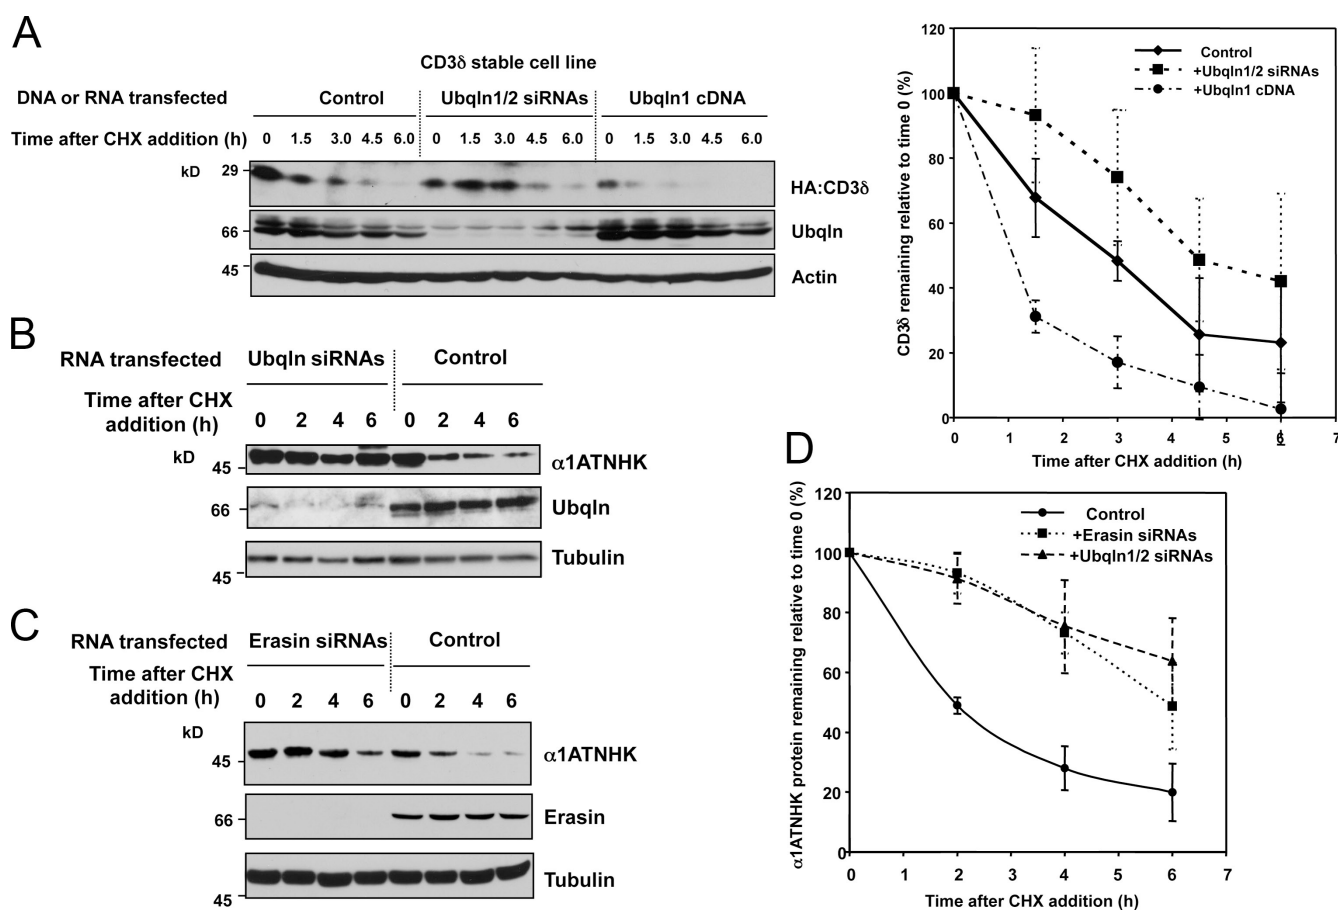 A
CD3δ stable cell line
DNA or RNA transfected Control Ubqln1/2 siRNAs Ubqln1 cDNA
Time after CHX addition (h) 0 1.5 3.0 4.5 6.0 0 1.5 3.0 4.5 6.0 0 1.5 3.0 4.5 6.0
kD 29
HA:CD3δ
66 Ubqln
45 Actin
CD3δ remaining relative to time 0 (%)
120
100
80
60
40
20
0
Control
+Ubqln1/2 siRNAs
+Ubqln1 cDNA
0 1 2 3 4 5 6 7
Time after CHX addition (h)
B
RNA transfected Ubqln siRNAs Control
Time after CHX
addition (h) 0 2 4 6 0 2 4 6
kD
45 α1ATNHK
66 Ubqln
45 Tubulin
C
RNA transfected Erasin siRNAs Control
Time after CHX
addition (h) 0 2 4 6 0 2 4 6
kD
45 α1ATNHK
66 Erasin
45 Tubulin
D
α1ATNHK protein remaining relative to time 0 (%)
120
100
80
60
40
20
0
Control
+Erasin siRNAs
+Ubqln1/2 siRNAs
0 1 2 3 4 5 6 7
Time after CHX addition (h)